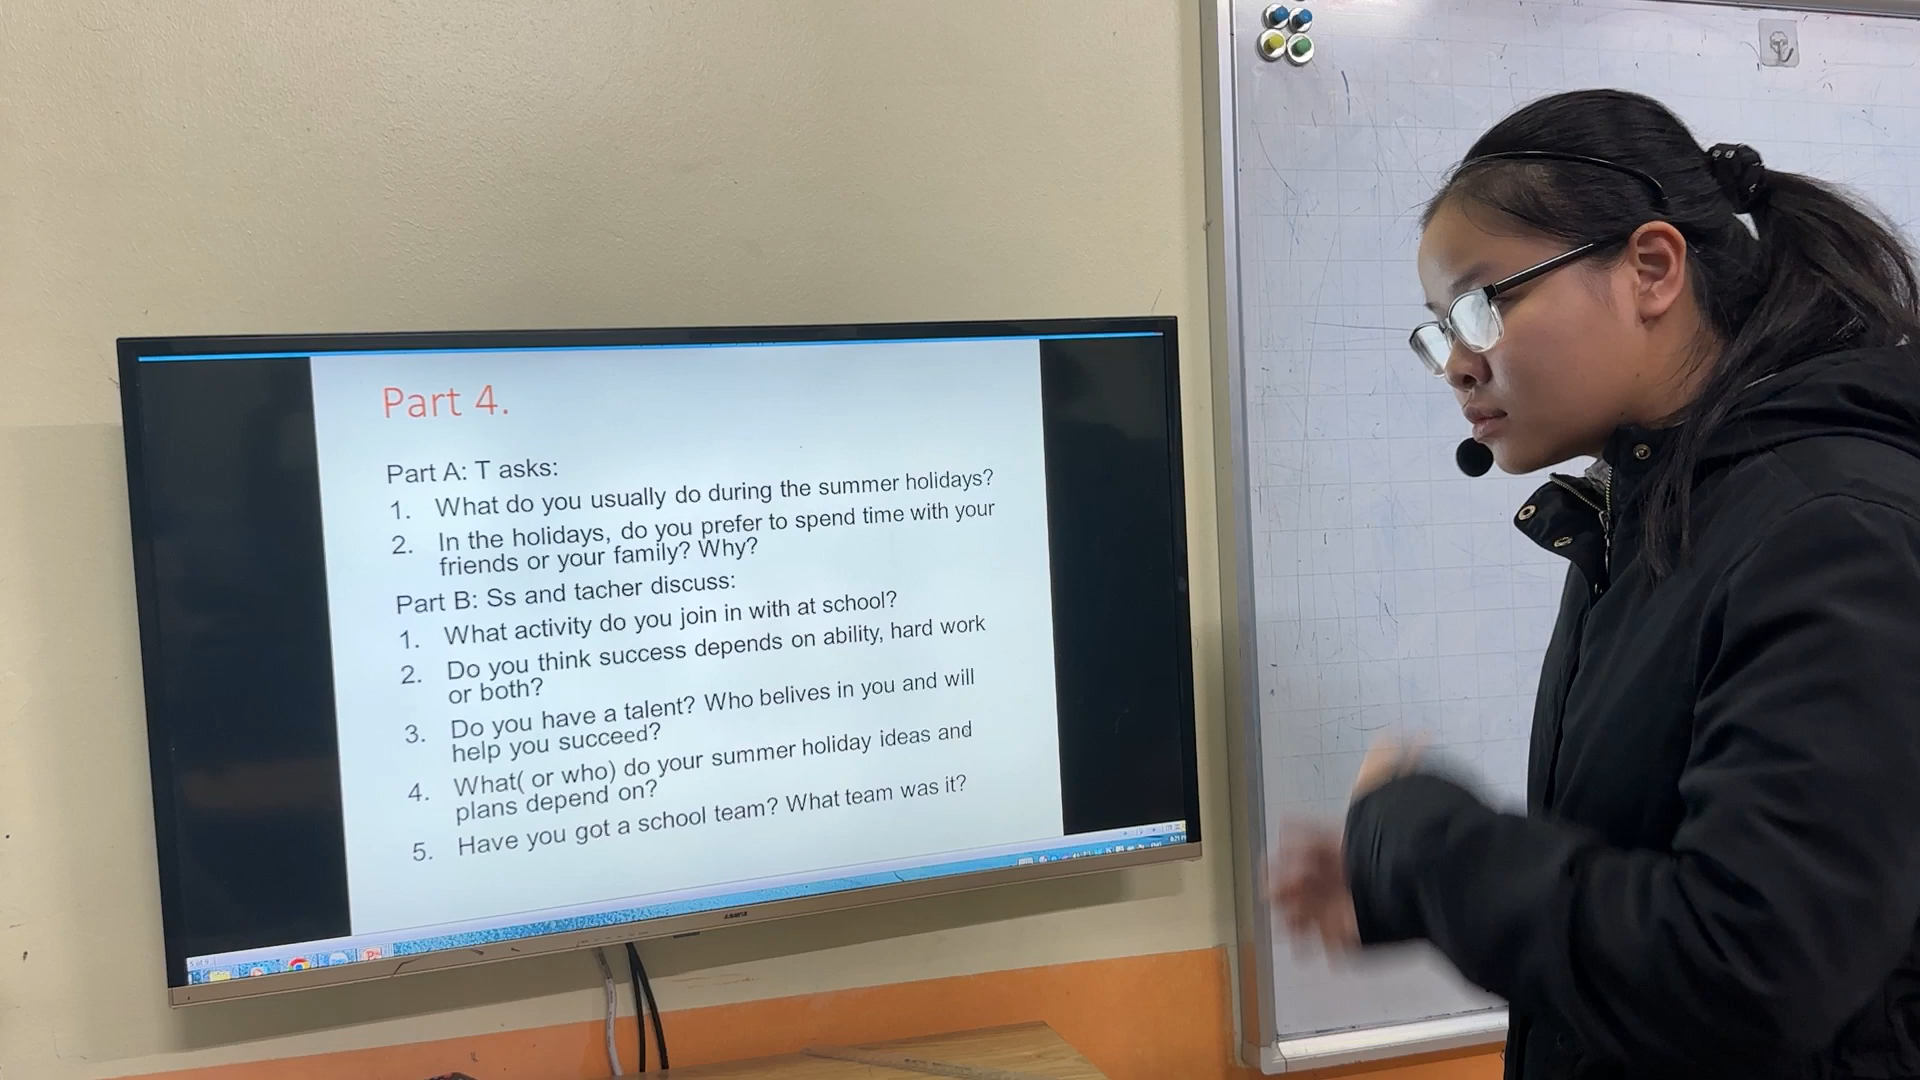 Part 4.
Part A: T asks:
1. What do you usually do during the summer holidays?
2. In the holidays, do you prefer to spend time with your
friends or your family? Why?
Part B: Ss and tacher discuss:
1. What activity do you join in with at school?
2. Do you think success depends on ability, hard work
or both?
3. Do you have a talent? Who belives in you and will
help you succeed?
4. What( or who) do your summer holiday ideas and
plans depend on?
5. Have you got a school team? What team was it?